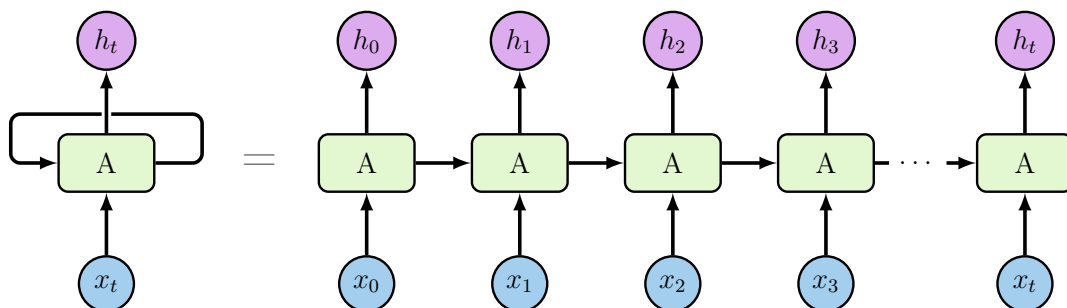 h_t h_0 h_1 h_2 h_3 h_t
A = A A A A ⋯ A
x_t x_0 x_1 x_2 x_3 x_t